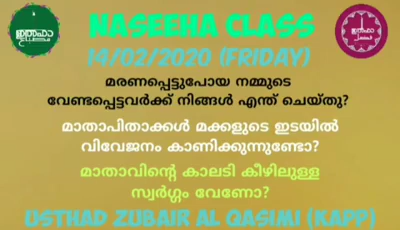 NASEEHA CLASS
14/02/2020 (FRIDAY)
മരണപ്പെട്ടുപോയ നമ്മുടെ
വേണ്ടപ്പെട്ടവർക്ക് നിങ്ങൾ എന്ത് ചെയ്തു?
മാതാപിതാക്കൾ മക്കളുടെ ഇടയിൽ
വിവേജനം കാണിക്കുന്നുണ്ടോ?
മാതാവിന്റെ കാലടി കീഴിലുള്ള
സ്വർഗ്ഗം വേണോ?
USTHAD ZUBAIR AL QASIMI (KAPP)